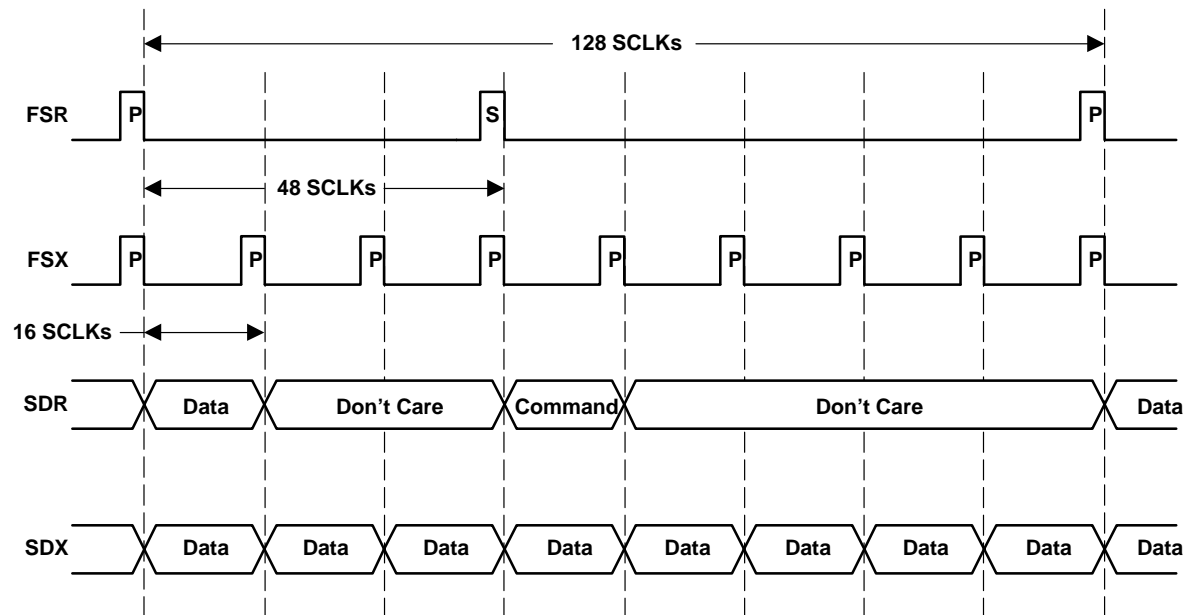 128 SCLKs
FSR P S P
48 SCLKs
FSX P P P P P P P P P
16 SCLKs
SDR Data Don't Care Command Don't Care Data
SDX Data Data Data Data Data Data Data Data Data